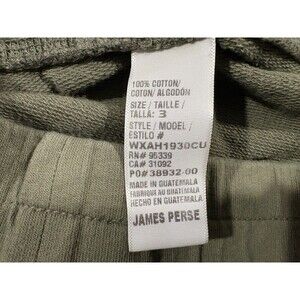 100% COTTON/
COTON/ ALGODÓN
SIZE / TAILLE /
TALLA: 3
STYLE / MODEL /
ESTILO #
WXAH1930CU
RN# 95339
CA# 31092
PO# 38932-00
MADE IN GUATEMALA
FABRIQUE AU GUATEMALA
HECHO EN GUATEMALA
JAMES PERSE